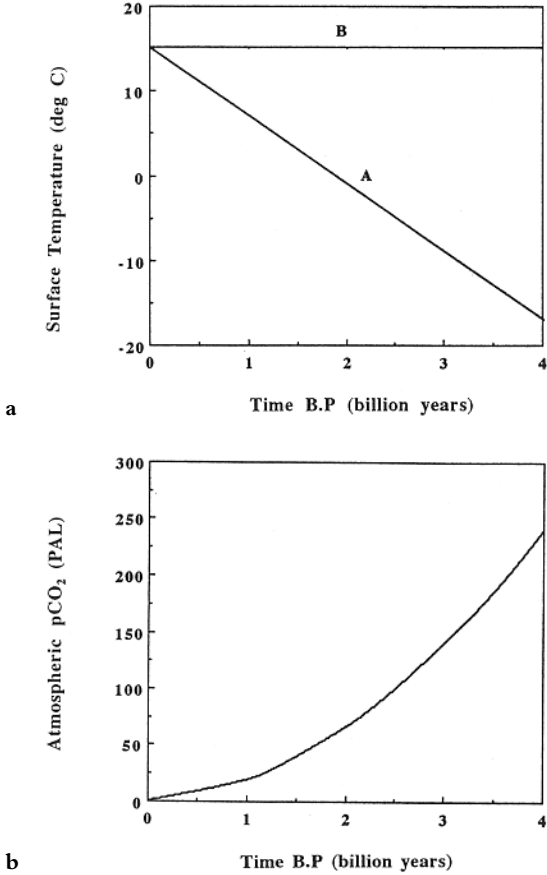 20
10
0
-10
-20
B
A
Surface Temperature (deg C)
0 1 2 3 4
Time B.P (billion years)
a
300
250
200
150
100
50
0
Atmospheric pCO₂ (PAL)
0 1 2 3 4
Time B.P (billion years)
b